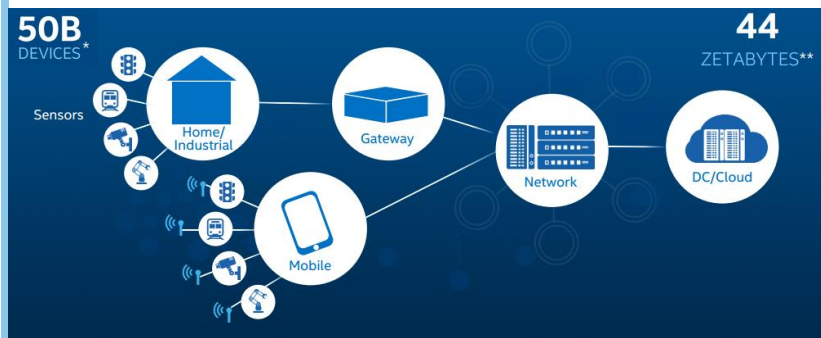 50B
DEVICES*
44
ZETABYTES**
Sensors
Home/
Industrial
Gateway
Network
DC/Cloud
Mobile